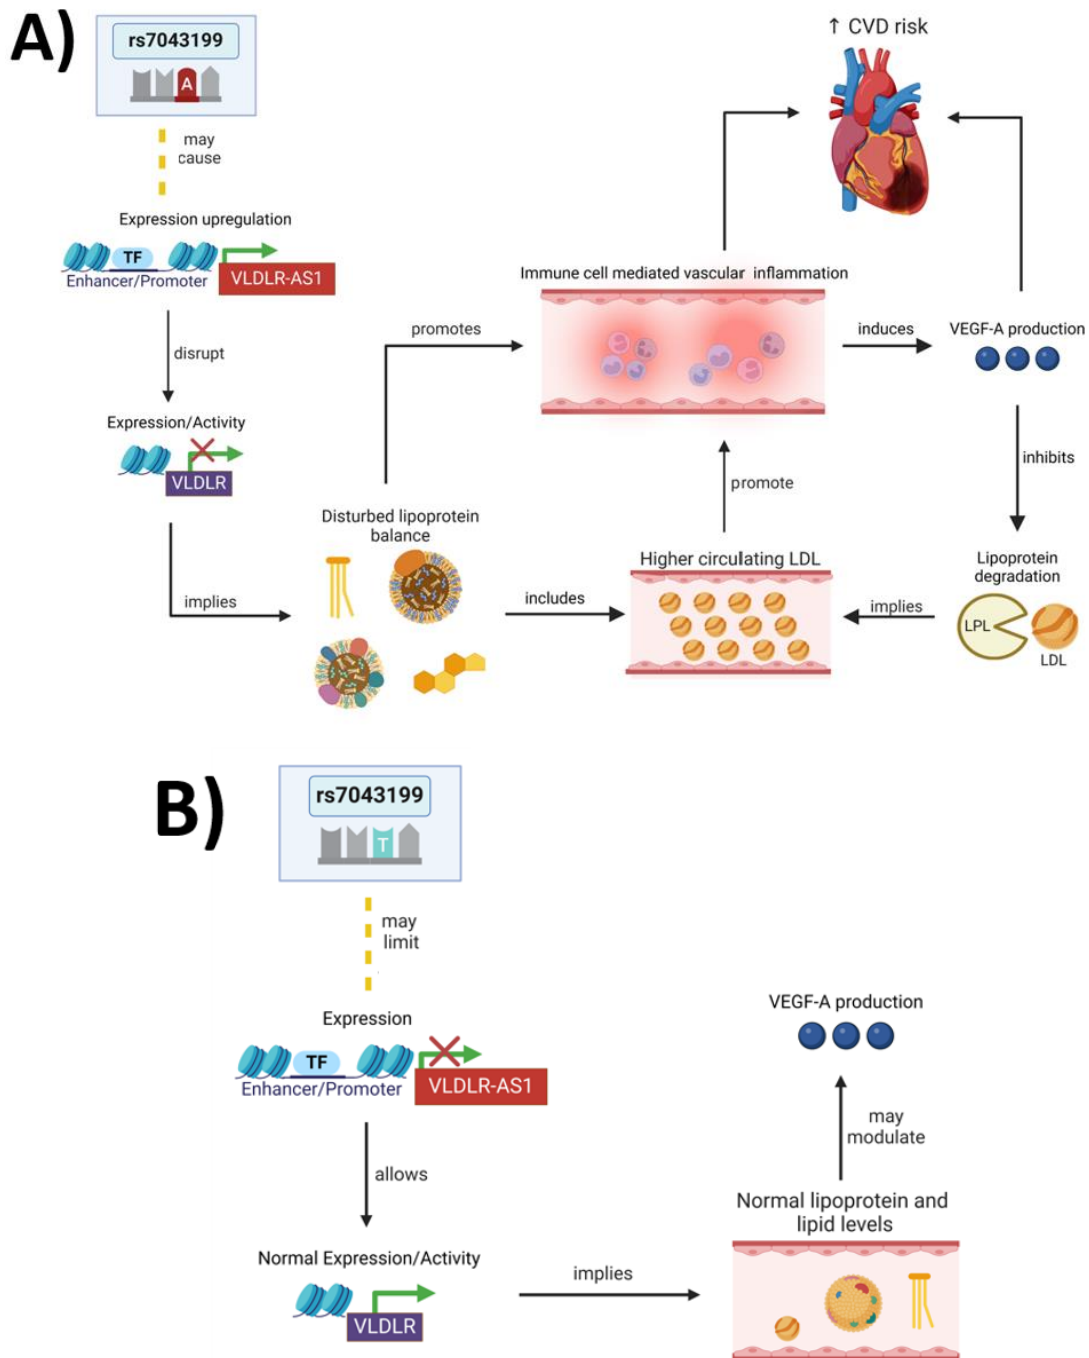 A)
rs7043199
A
may
cause
Expression upregulation
TF
Enhancer/Promoter
VLDLR-AS1
disrupt
Expression/Activity
VLDLR
implies
Disturbed lipoprotein
balance
promotes
includes
Immune cell mediated vascular inflammation
promote
Higher circulating LDL
↑ CVD risk
induces
VEGF-A production
inhibits
Lipoprotein
degradation
LPL
LDL
implies
B)
rs7043199
T
may
limit
Expression
TF
Enhancer/Promoter
VLDLR-AS1
allows
Normal Expression/Activity
VLDLR
implies
Normal lipoprotein and
lipid levels
may
modulate
VEGF-A production